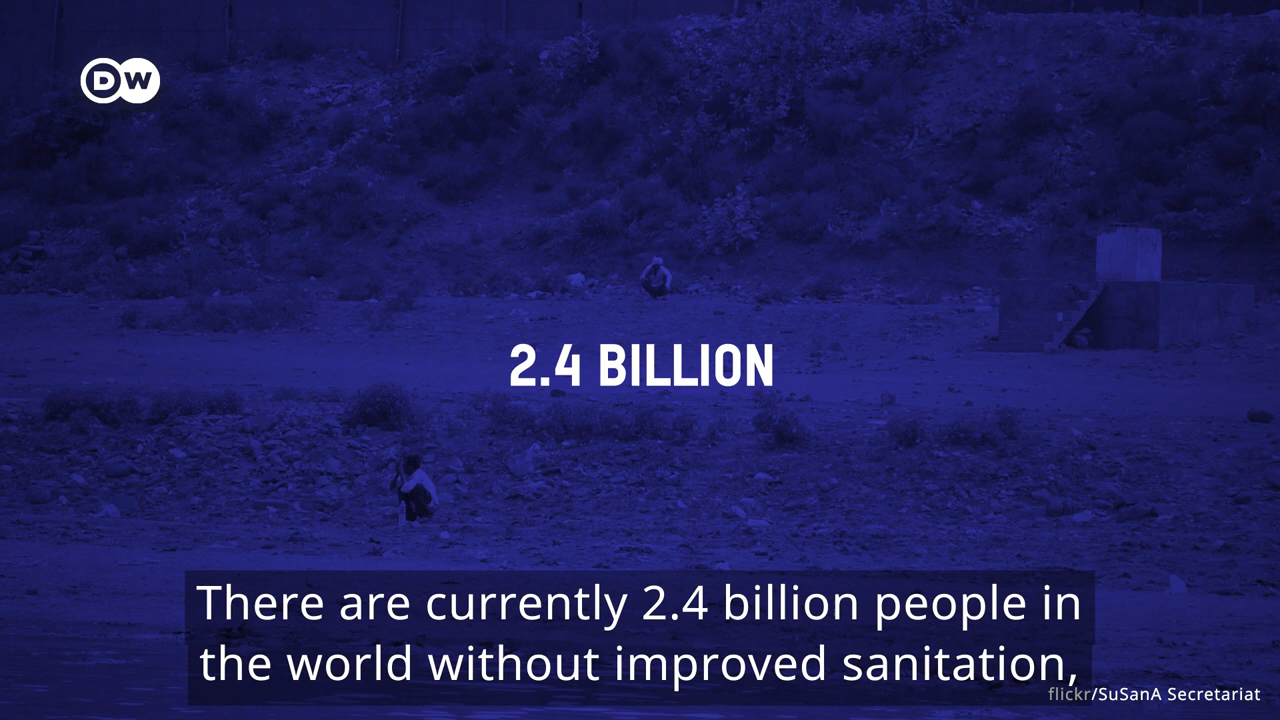 DW
2.4 BILLION
There are currently 2.4 billion people in
the world without improved sanitation,
flickr/SuSanA Secretariat